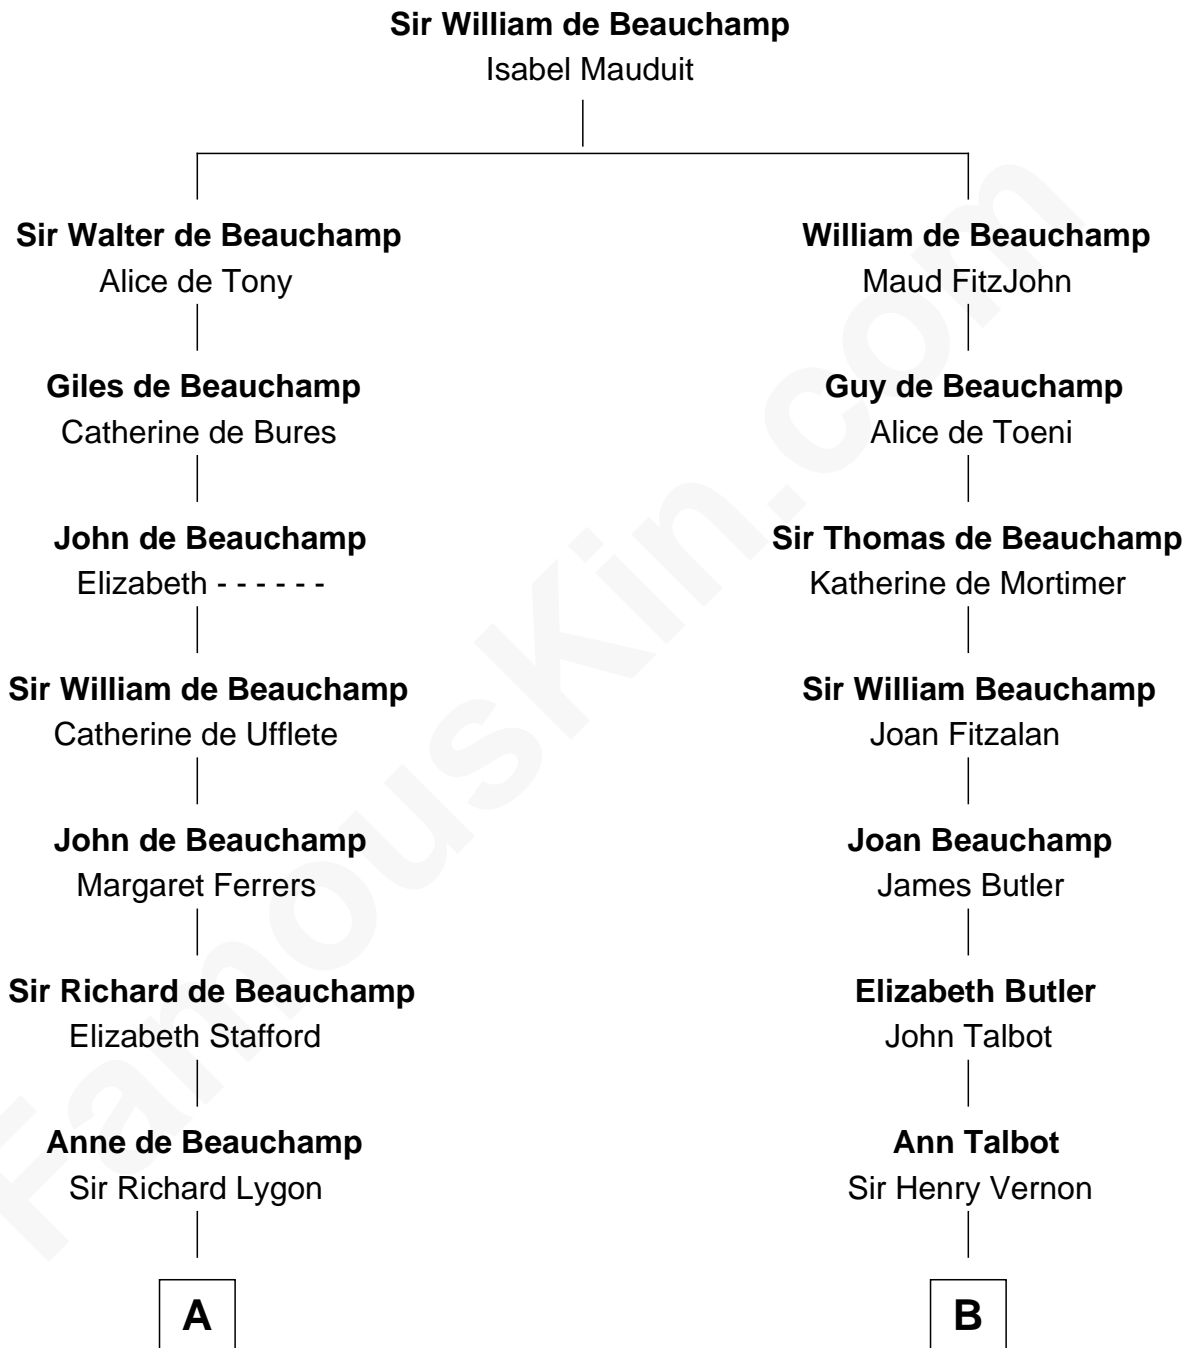 Sir William de Beauchamp
Isabel Mauduit
Sir Walter de Beauchamp
Alice de Tony
William de Beauchamp
Maud FitzJohn
Giles de Beauchamp
Catherine de Bures
Guy de Beauchamp
Alice de Toeni
John de Beauchamp
Elizabeth - - - - - -
Sir Thomas de Beauchamp
Katherine de Mortimer
Sir William de Beauchamp
Catherine de Ufflete
Sir William Beauchamp
Joan Fitzalan
John de Beauchamp
Margaret Ferrers
Joan Beauchamp
James Butler
Sir Richard de Beauchamp
Elizabeth Stafford
Elizabeth Butler
John Talbot
Anne de Beauchamp
Sir Richard Lygon
Ann Talbot
Sir Henry Vernon
A
B
FamousKin.com